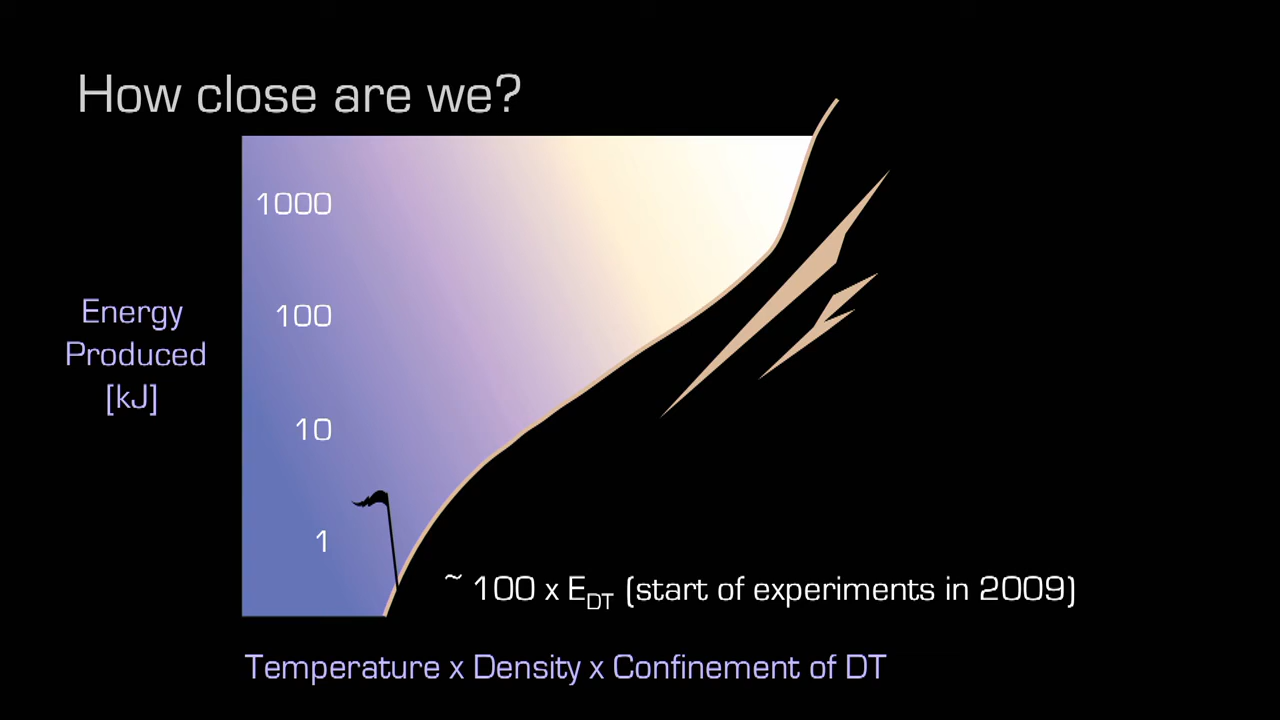 How close are we?
1000
100
10
1
Energy
Produced
[kJ]
~ 100 x EDT (start of experiments in 2009)
Temperature x Density x Confinement of DT